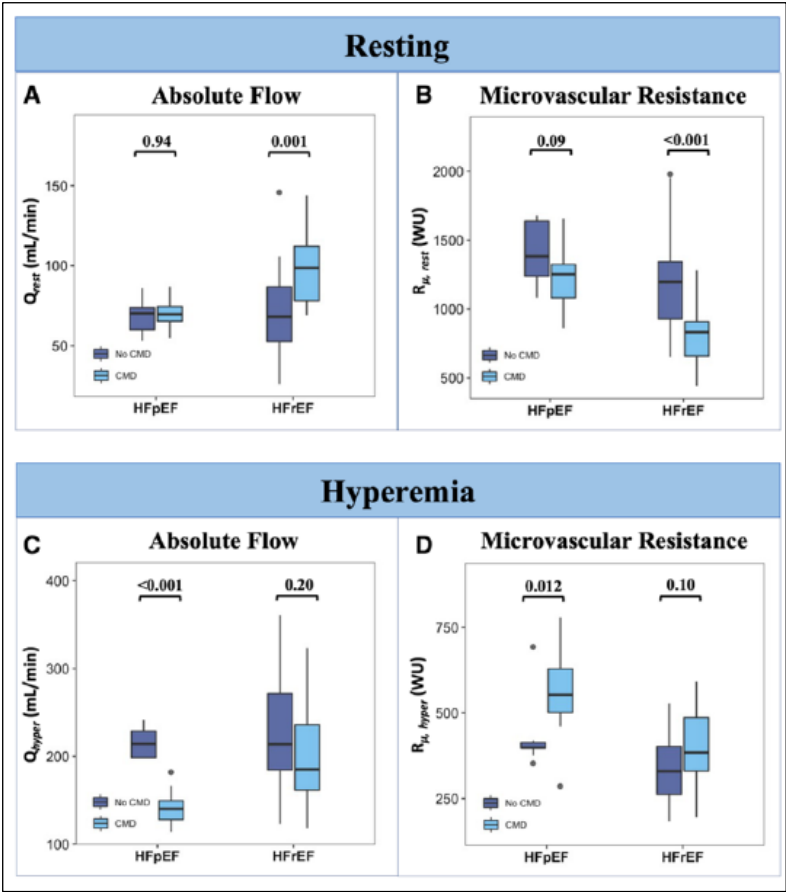 Resting
A Absolute Flow
0.94 0.001
150
100
50
Qrest (mL/min)
No CMD
CMD
HFpEF HFrEF
B Microvascular Resistance
0.09 <0.001
2000
1500
1000
500
Rμ, rest (WU)
No CMD
CMD
HFpEF HFrEF
Hyperemia
C Absolute Flow
<0.001 0.20
400
300
200
100
Qhyper (mL/min)
No CMD
CMD
HFpEF HFrEF
D Microvascular Resistance
0.012 0.10
750
500
250
Rμ, hyper (WU)
No CMD
CMD
HFpEF HFrEF